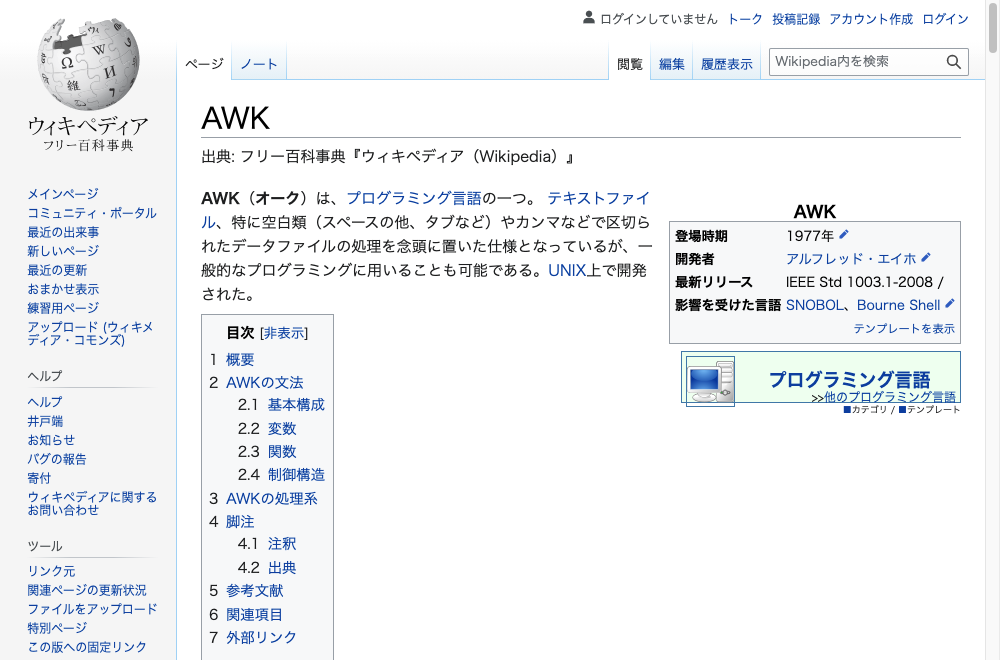 ログインしていません トーク 投稿記録 アカウント作成 ログイン
ページ ノート 閲覧 編集 履歴表示 Wikipedia内を検索
ウィキペディア
フリー百科事典
メインページ
コミュニティ・ポータル
最近の出来事
新しいページ
最近の更新
おまかせ表示
練習用ページ
アップロード (ウィキメ
ディア・コモンズ)
ヘルプ
ヘルプ
井戸端
お知らせ
バグの報告
寄付
ウィキペディアに関する
お問い合わせ
ツール
リンク元
関連ページの更新状況
ファイルをアップロード
特別ページ
この版への固定リンク
AWK
出典: フリー百科事典『ウィキペディア（Wikipedia）』
AWK（オーク）は、プログラミング言語の一つ。 テキストファイ
ル、特に空白類（スペースの他、タブなど）やカンマなどで区切ら
れたデータファイルの処理を念頭に置いた仕様となっているが、一
般的なプログラミングに用いることも可能である。UNIX上で開発
された。
目次 [非表示]
1 概要
2 AWKの文法
2.1 基本構成
2.2 変数
2.3 関数
2.4 制御構造
3 AWKの処理系
4 脚注
4.1 注釈
4.2 出典
5 参考文献
6 関連項目
7 外部リンク
AWK
登場時期 1977年
開発者 アルフレッド・エイホ
最新リリース IEEE Std 1003.1-2008 /
影響を受けた言語 SNOBOL、Bourne Shell
テンプレートを表示
プログラミング言語
>>他のプログラミング言語
■カテゴリ / ■テンプレート